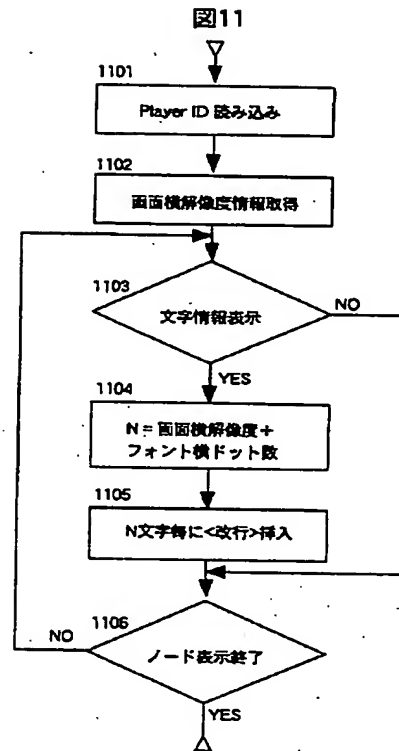 図11
1101
Player ID 読み込み
1102
画面横解像度情報取得
1103
文字情報表示
NO
YES
1104
N = 画面横解像度÷
フォント横ドット数
1105
N文字毎に<改行>挿入
1106
NO
ノード表示終了
YES